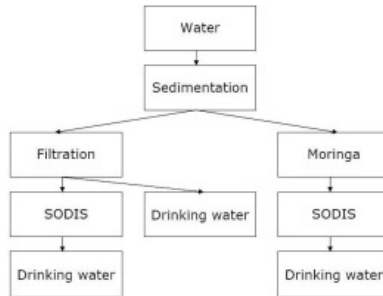 Water
Sedimentation
Filtration
Moringa
SODIS
Drinking water
SODIS
Drinking water
Drinking water